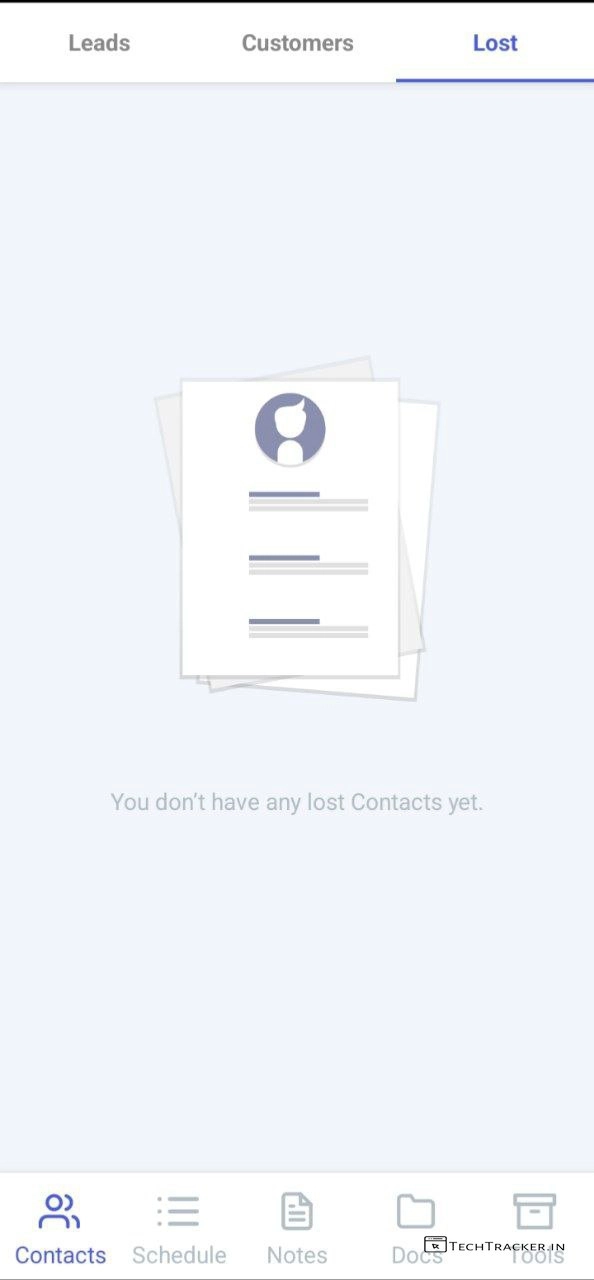 Leads Customers Lost
You don’t have any lost Contacts yet.
Contacts Schedule Notes Docs Tools
TechTracker.in